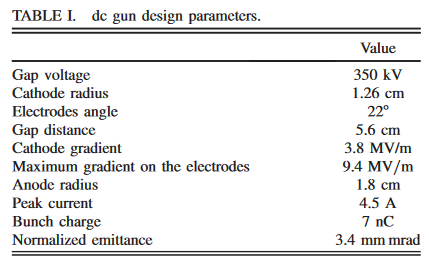 TABLE I. dc gun design parameters.
Value
Gap voltage 350 kV
Cathode radius 1.26 cm
Electrodes angle 22°
Gap distance 5.6 cm
Cathode gradient 3.8 MV/m
Maximum gradient on the electrodes 9.4 MV/m
Anode radius 1.8 cm
Peak current 4.5 A
Bunch charge 7 nC
Normalized emittance 3.4 mm mrad